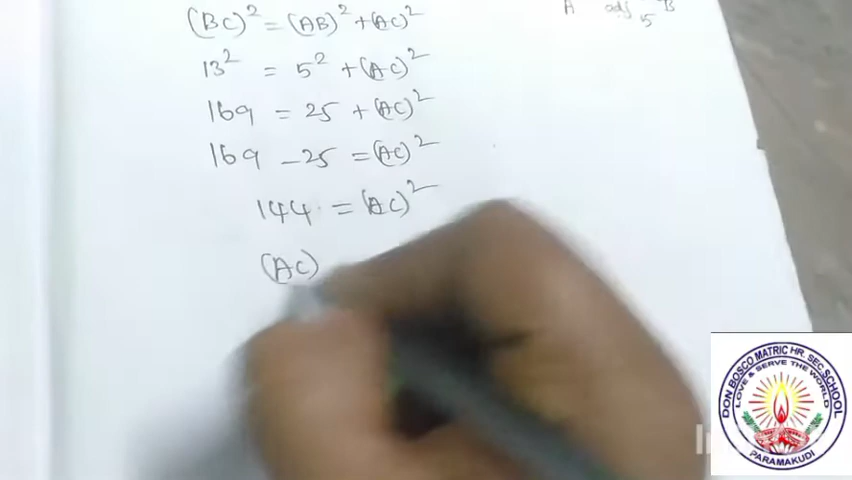 A adj B
5
(BC)² = (AB)² + (AC)²
13² = 5² + (AC)²
169 = 25 + (AC)²
169 - 25 = (AC)²
144 = (AC)²
(AC)
DON BOSCO MATRIC HR. SEC. SCHOOL
LOVE & SERVE THE WORLD
PARAMAKUDI